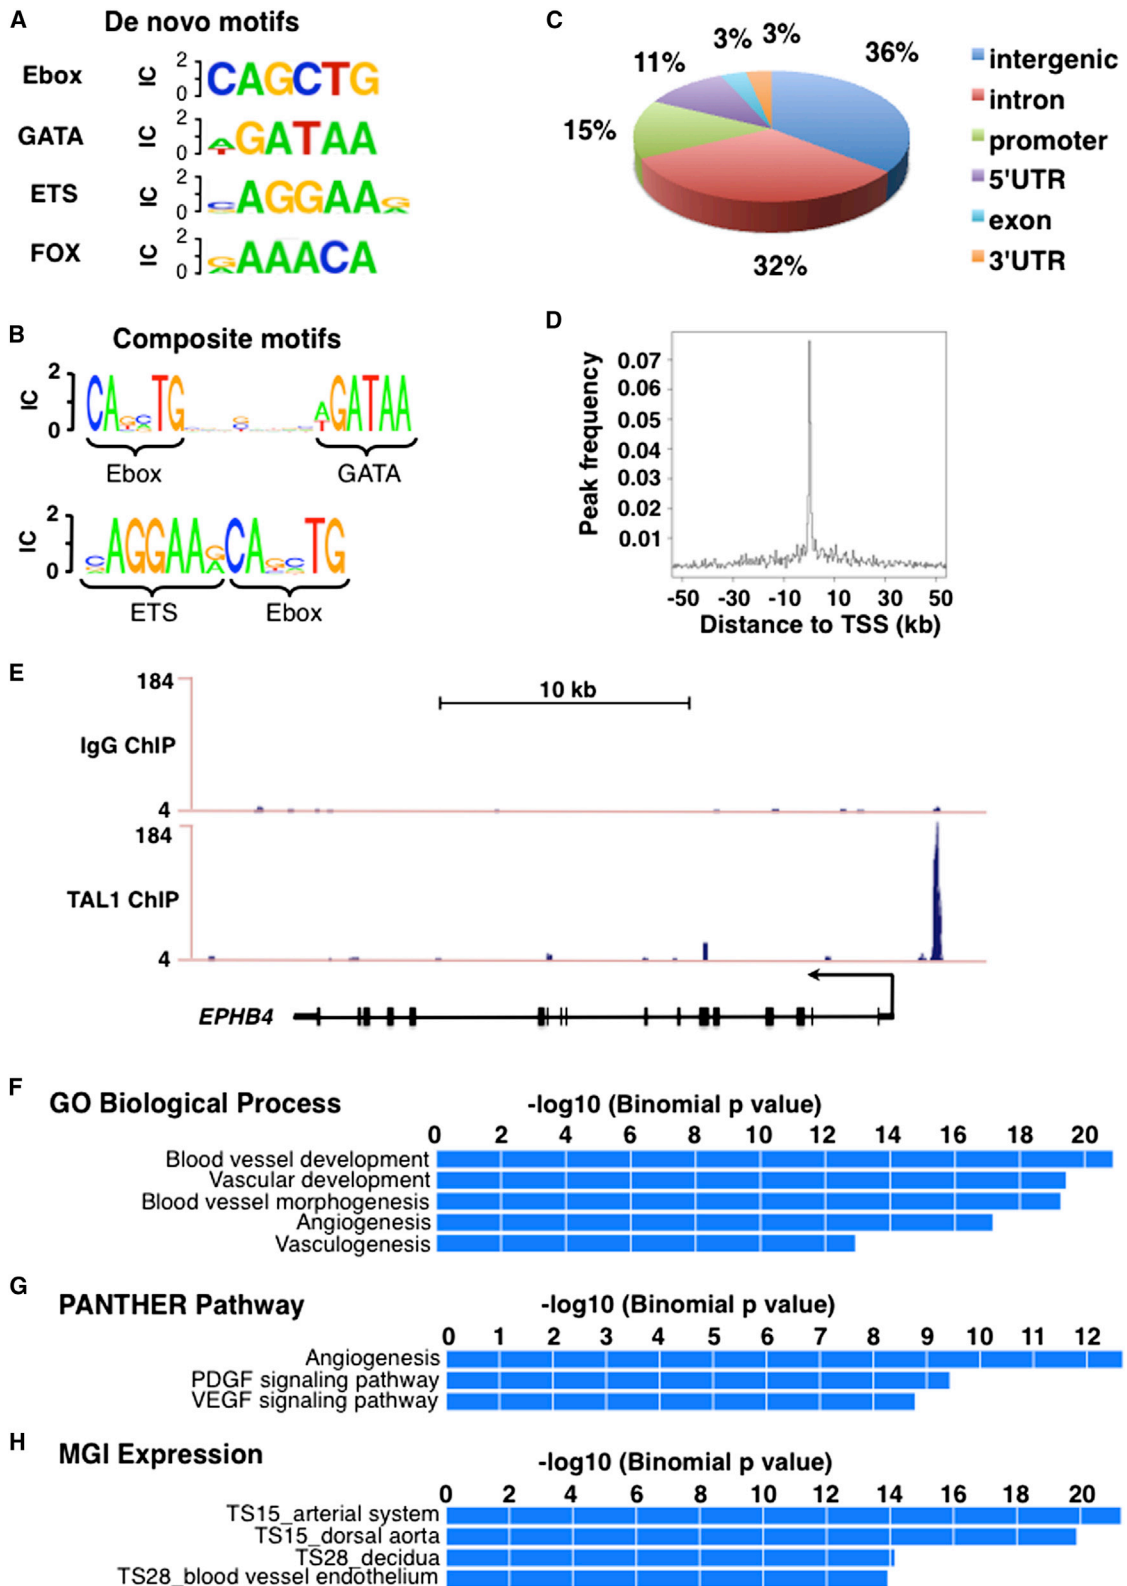 A
De novo motifs
Ebox IC 2 0 CAGCTG
GATA IC 2 0 AGATAA
ETS IC 2 0 CAGGAAG
FOX IC 2 0 GAAACA
B
Composite motifs
IC 2 0 CAGCTG AGATAA
Ebox GATA
IC 2 0 CAGGAAGCAGCTG
ETS Ebox
C
3% 3%
11% 36%
15%
32%
intergenic
intron
promoter
5'UTR
exon
3'UTR
D
Peak frequency
0.07
0.06
0.05
0.04
0.03
0.02
0.01
-50 -30 -10 10 30 50
Distance to TSS (kb)
E
184
10 kb
IgG ChIP
4
184
TAL1 ChIP
4
EPHB4
F
GO Biological Process -log10 (Binomial p value)
0 2 4 6 8 10 12 14 16 18 20
Blood vessel development
Vascular development
Blood vessel morphogenesis
Angiogenesis
Vasculogenesis
G
PANTHER Pathway -log10 (Binomial p value)
0 1 2 3 4 5 6 7 8 9 10 11 12
Angiogenesis
PDGF signaling pathway
VEGF signaling pathway
H
MGI Expression -log10 (Binomial p value)
0 2 4 6 8 10 12 14 16 18 20
TS15_arterial system
TS15_dorsal aorta
TS28_decidua
TS28_blood vessel endothelium